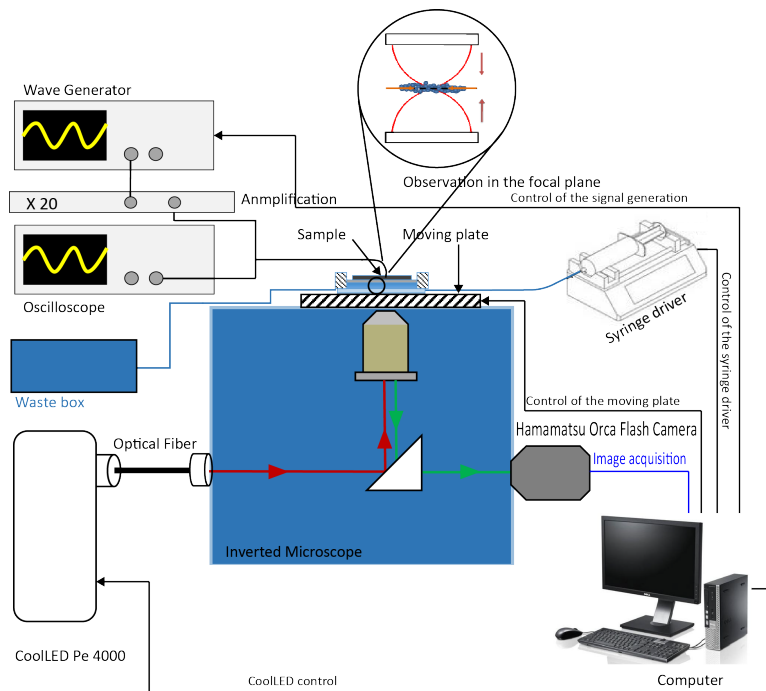 Wave Generator
X 20
Anmplification
Oscilloscope
Observation in the focal plane
Control of the signal generation
Sample
Moving plate
Syringe driver
Control of the syringe driver
Waste box
Control of the moving plate
Hamamatsu Orca Flash Camera
Optical Fiber
Image acquisition
Inverted Microscope
CoolLED Pe 4000
CoolLED control
Computer